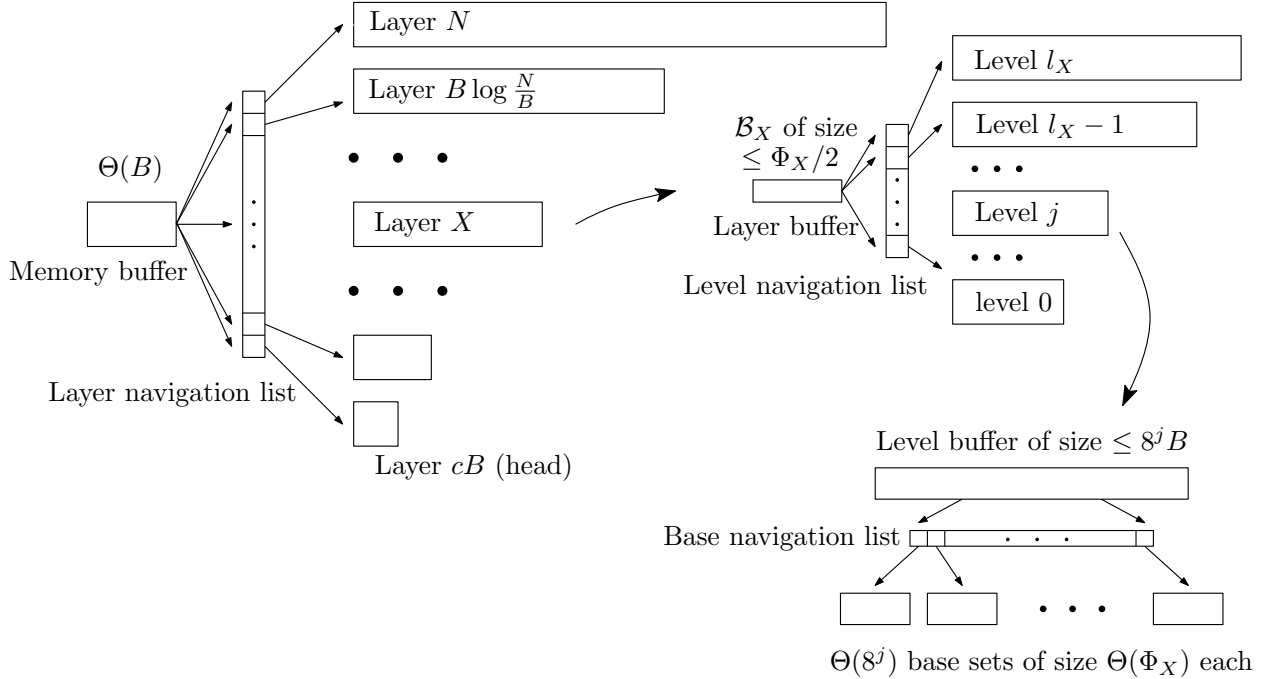 Layer N
Layer B log N/B
Θ(B)
Layer X
Memory buffer
Layer navigation list
Layer cB (head)
Level l_X
Level l_X − 1
ℬ_X of size
≤ Φ_X/2
Layer buffer
Level j
Level navigation list
level 0
Level buffer of size ≤ 8^j B
Base navigation list
Θ(8^j) base sets of size Θ(Φ_X) each